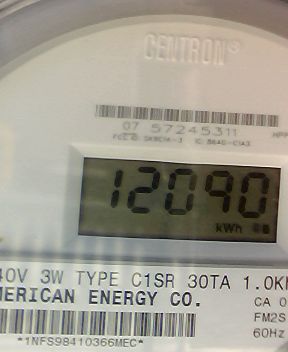 CENTRON®
07 57245311
12090
kWh
40V 3W TYPE C1SR 30TA 1.0K
MERICAN ENERGY CO.
CA 0
FM2S
60Hz
*1NFS98410366MEC*